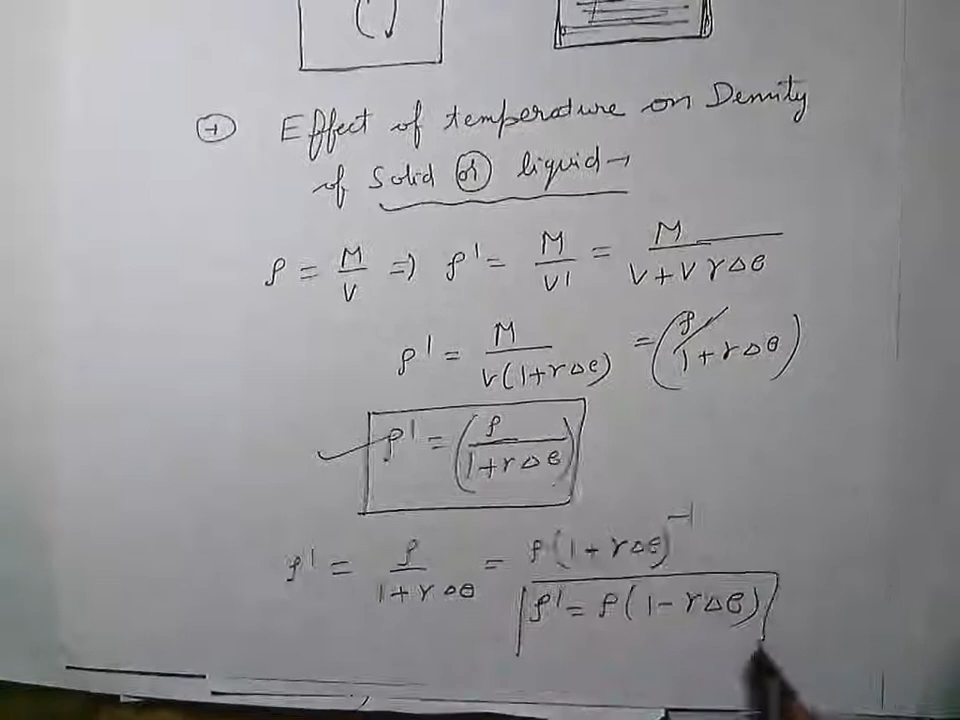 → Effect of temperature on Density
of Solid or liquid →
ρ = M/V ⇒ ρ' = M/V' = M/(V + VγΔθ)
ρ' = M/(V(1+γΔθ)) = (ρ/(1+γΔθ))
ρ' = (ρ/(1+γΔθ))
ρ' = ρ/(1+γΔθ) = ρ(1+γΔθ)⁻¹
ρ' = ρ(1-γΔθ)